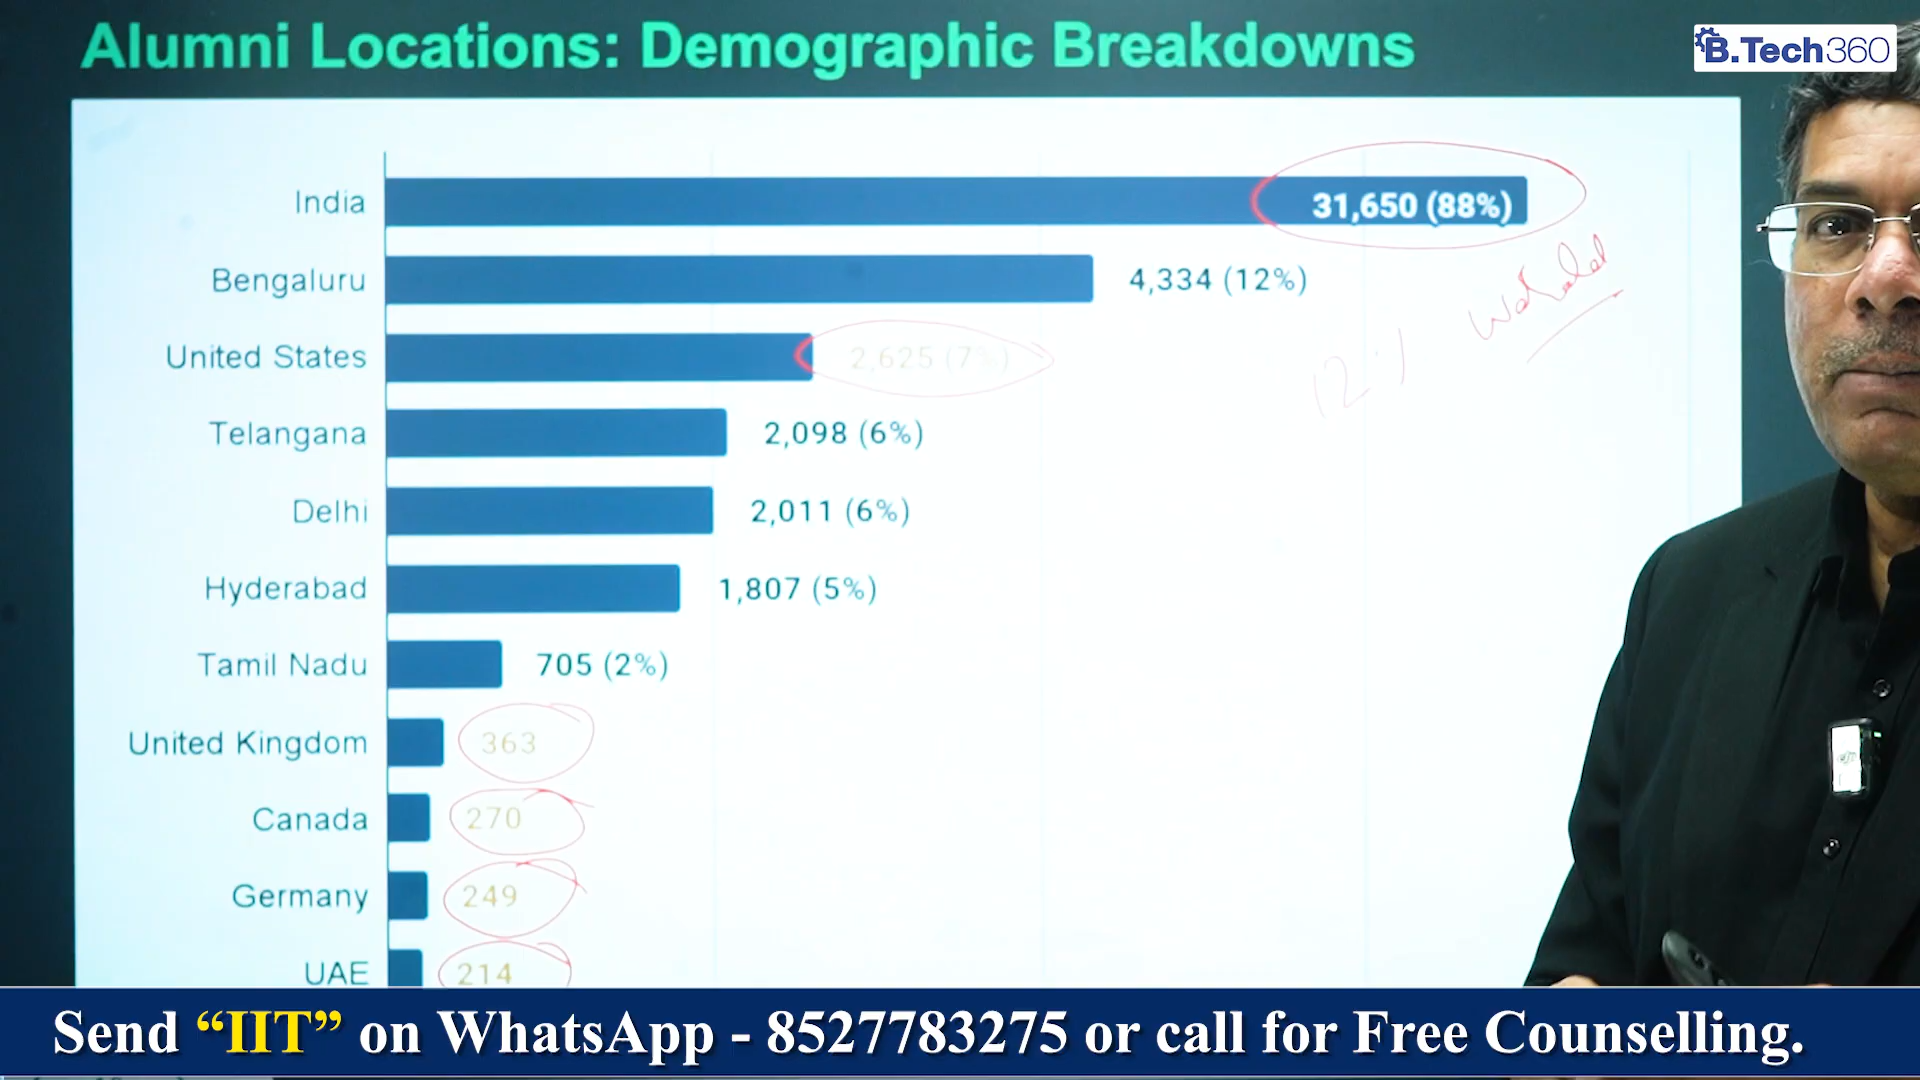 Alumni Locations: Demographic Breakdowns
B.Tech360
India 31,650 (88%)
Bengaluru 4,334 (12%)
United States 2,625 (7%)
Telangana 2,098 (6%)
Delhi 2,011 (6%)
Hyderabad 1,807 (5%)
Tamil Nadu 705 (2%)
United Kingdom 363
Canada 270
Germany 249
UAE 214
12%
Send “IIT” on WhatsApp - 8527783275 or call for Free Counselling.